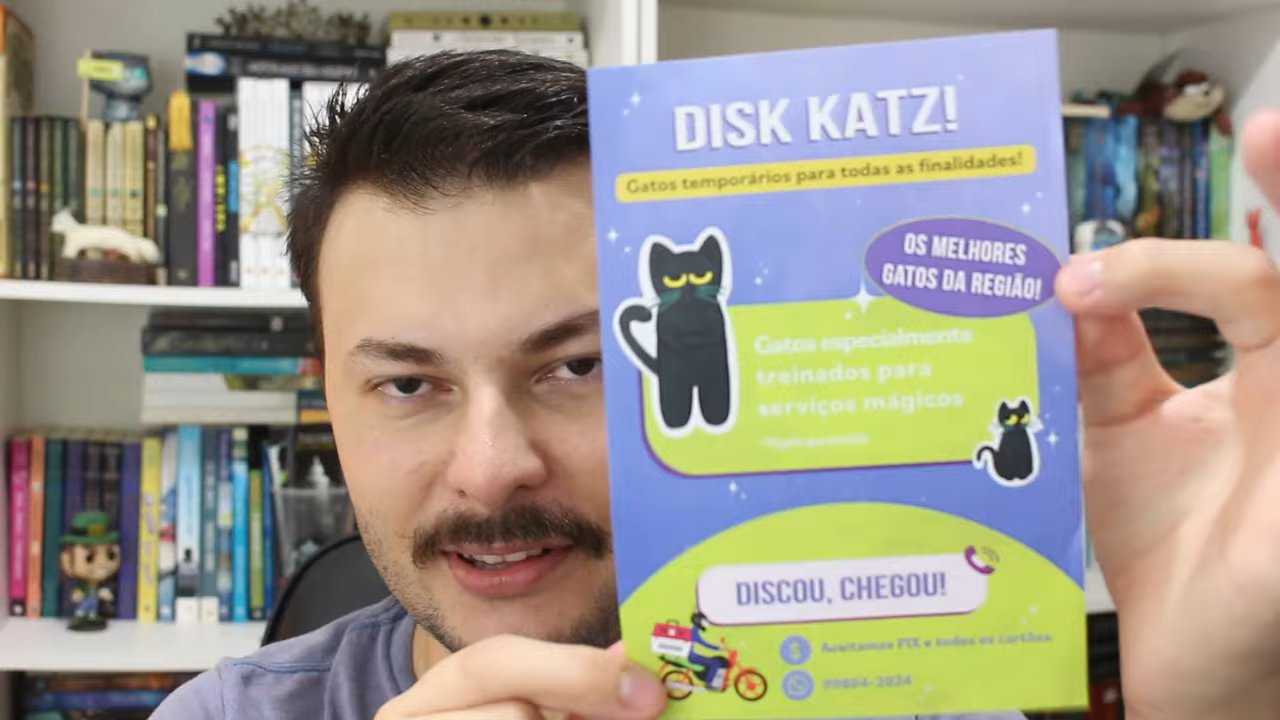 DISK KATZ!
Gatos temporários para todas as finalidades!
OS MELHORES
GATOS DA REGIÃO!
Gatos especialmente
treinados para
serviços mágicos
DISCOU, CHEGOU!
Aceitamos PIX e todos os cartões.
99884-2024